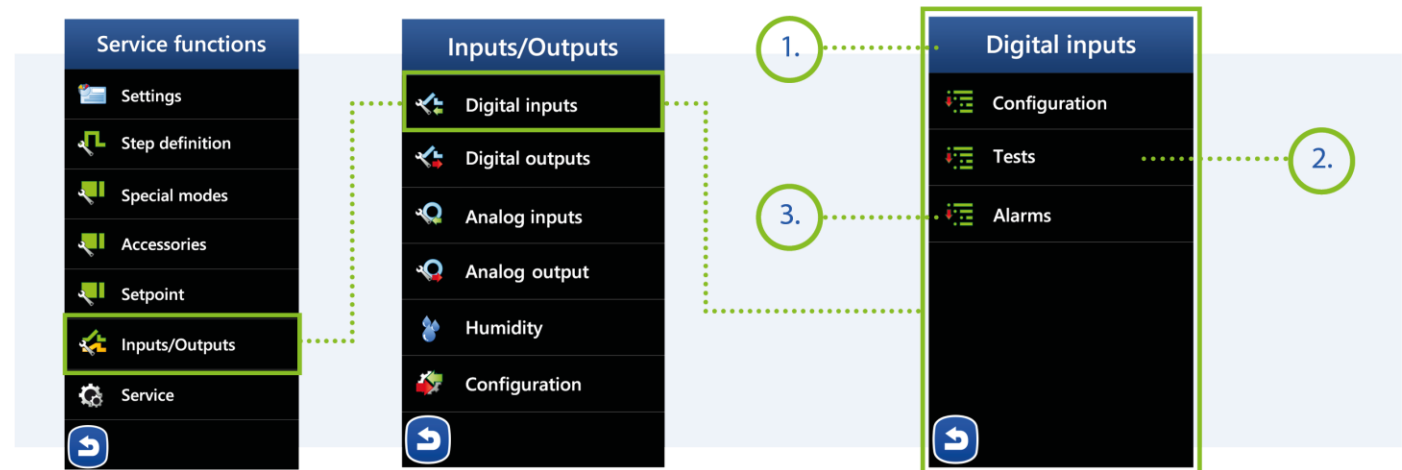 Service functions
Settings
Step definition
Special modes
Accessories
Setpoint
Inputs/Outputs
Service
Inputs/Outputs
Digital inputs
Digital outputs
Analog inputs
Analog output
Humidity
Configuration
1.
Digital inputs
Configuration
Tests
2.
3.
Alarms